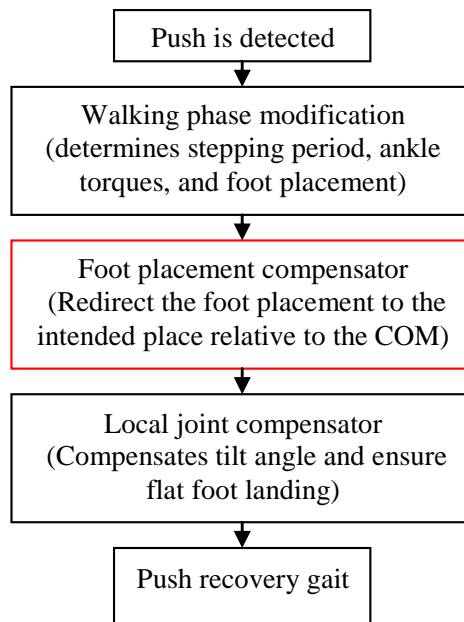 Push is detected
Walking phase modification
(determines stepping period, ankle
torques, and foot placement)
Foot placement compensator
(Redirect the foot placement to the
intended place relative to the COM)
Local joint compensator
(Compensates tilt angle and ensure
flat foot landing)
Push recovery gait